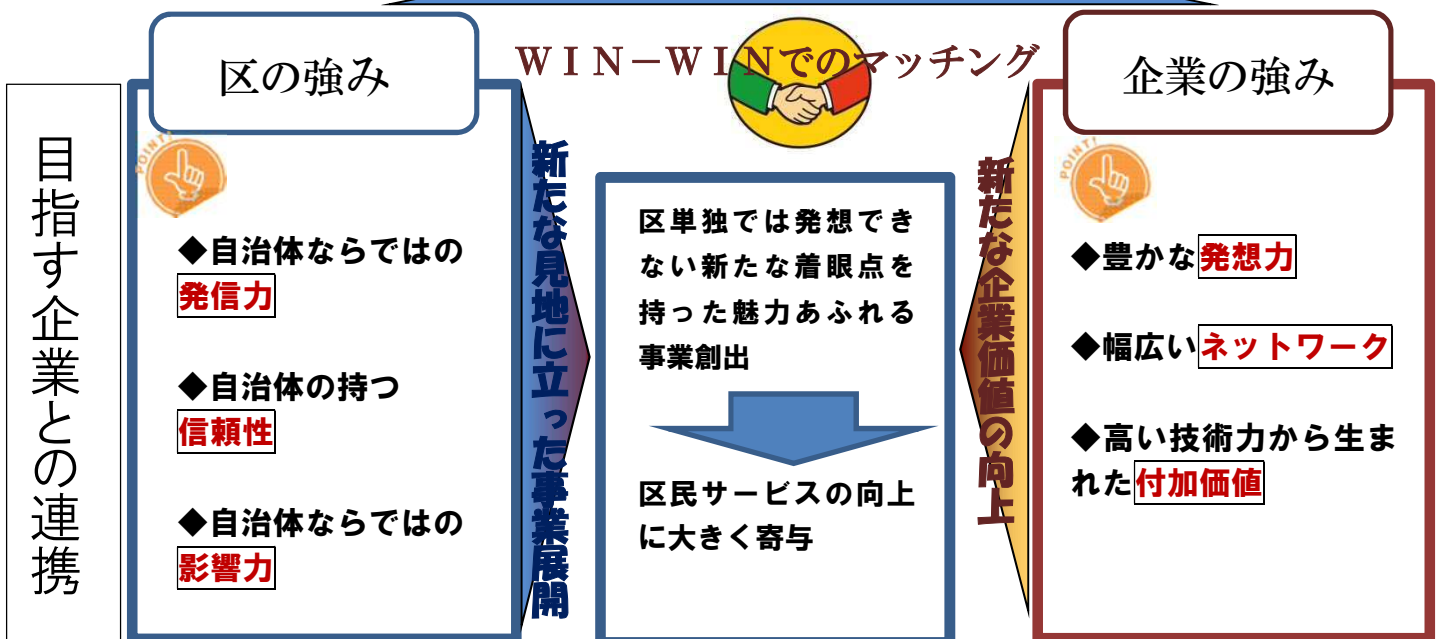 目指す企業との連携
区の強み
POINT!
◆自治体ならではの
発信力
◆自治体の持つ
信頼性
◆自治体ならではの
影響力
新たな見地に立った事業展開
ＷＩＮ－ＷＩＮでのマッチング
区単独では発想でき
ない新たな着眼点を
持った魅力あふれる
事業創出
区民サービスの向上
に大きく寄与
新たな企業価値の向上
企業の強み
POINT!
◆豊かな発想力
◆幅広いネットワーク
◆高い技術力から生ま
れた付加価値